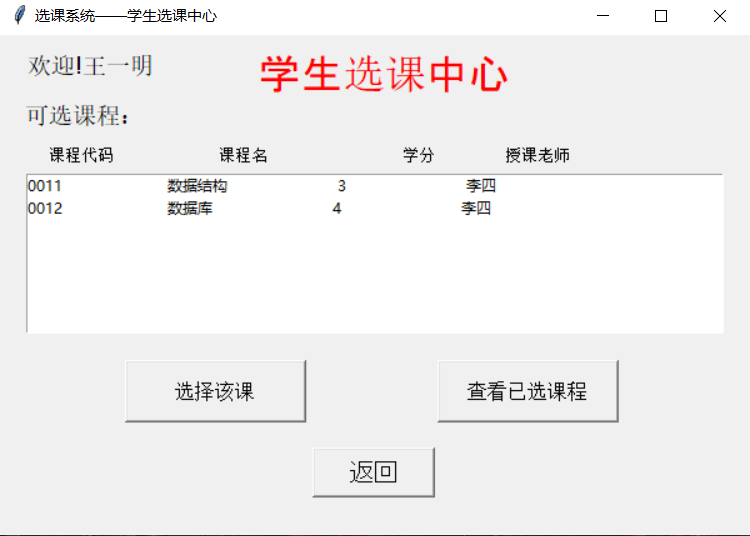 选课系统——学生选课中心
欢迎!王一明
学生选课中心
可选课程：
课程代码 课程名 学分 授课老师
0011 数据结构 3 李四
0012 数据库 4 李四
选择该课 查看已选课程
返回